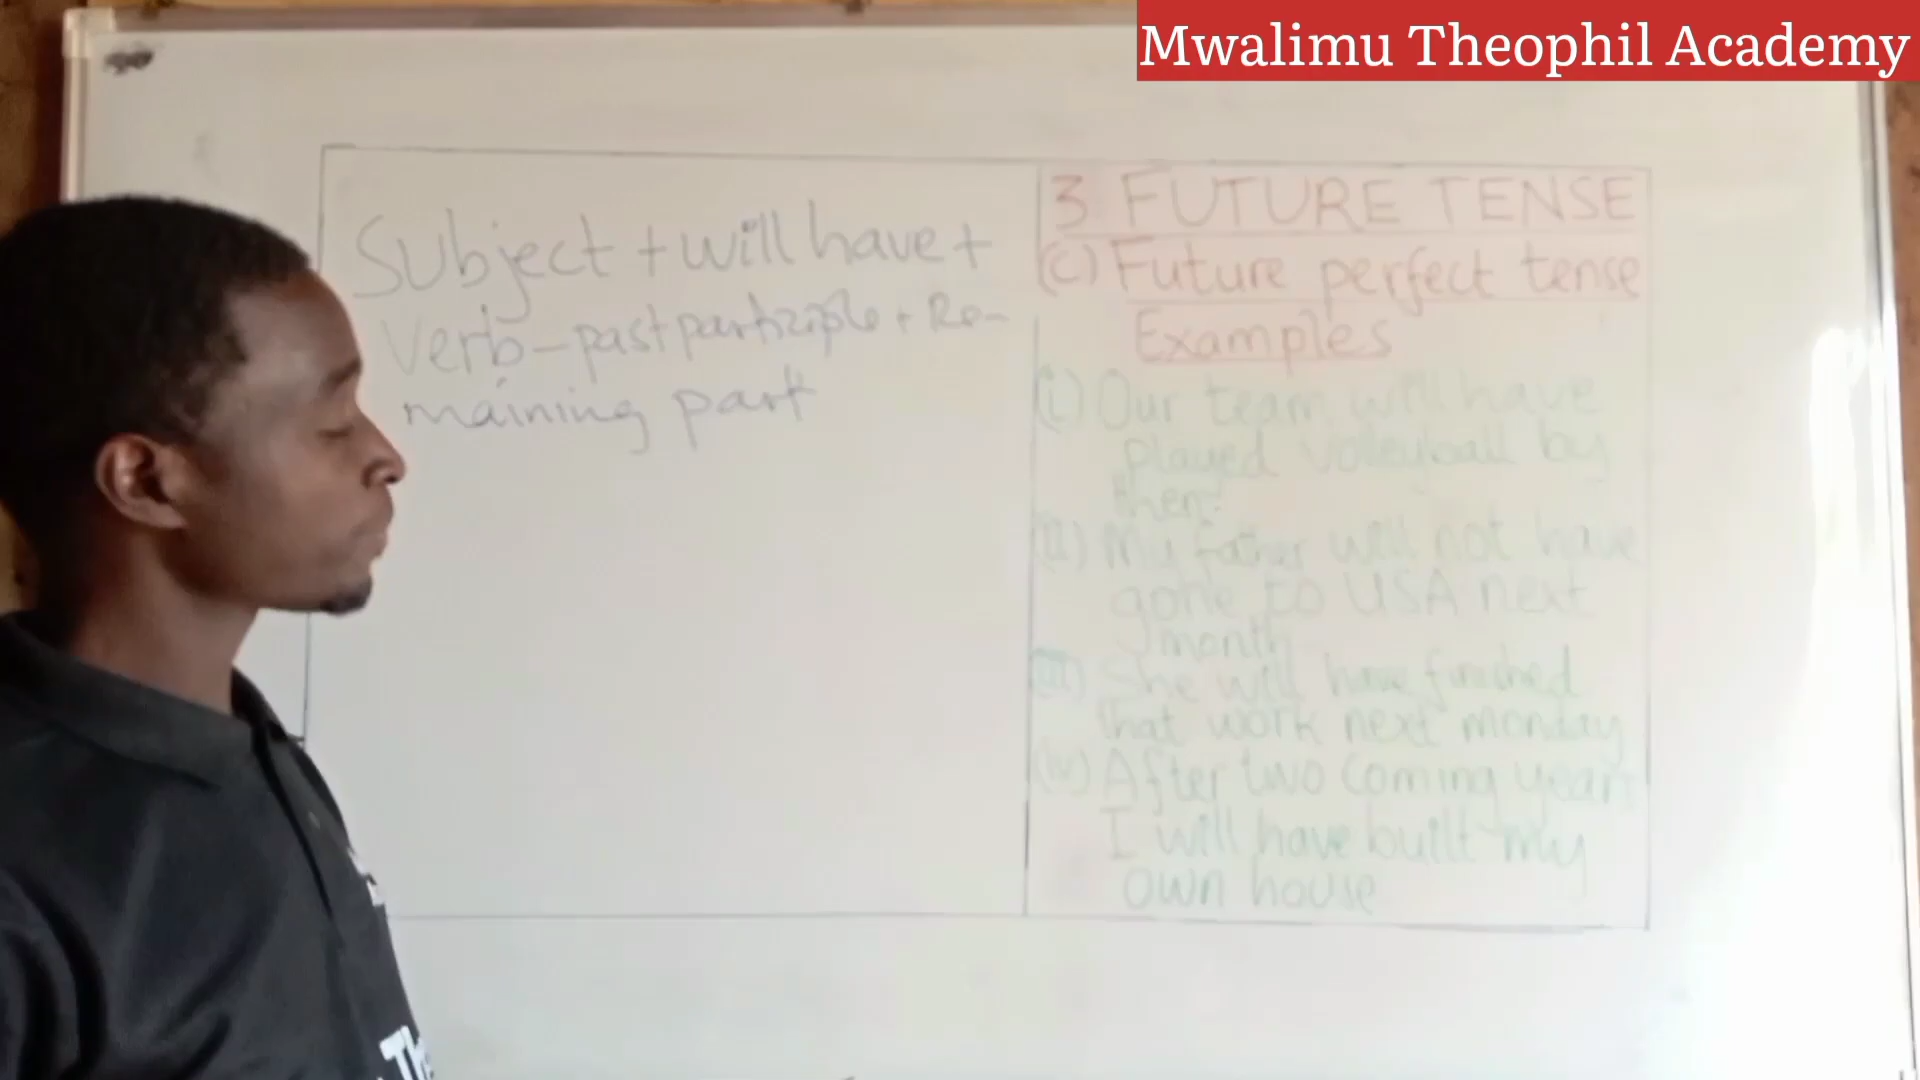 Mwalimu Theophil Academy
Subject + will have +
Verb-past participle + Re-
maining part
3 FUTURE TENSE
(C) Future perfect tense
Examples
(i) Our team will have
played volleyball by
then.
(ii) My father will not have
gone to USA next
month
(iii) She will have finished
that work next monday
(iv) After two coming years
I will have built my
own house